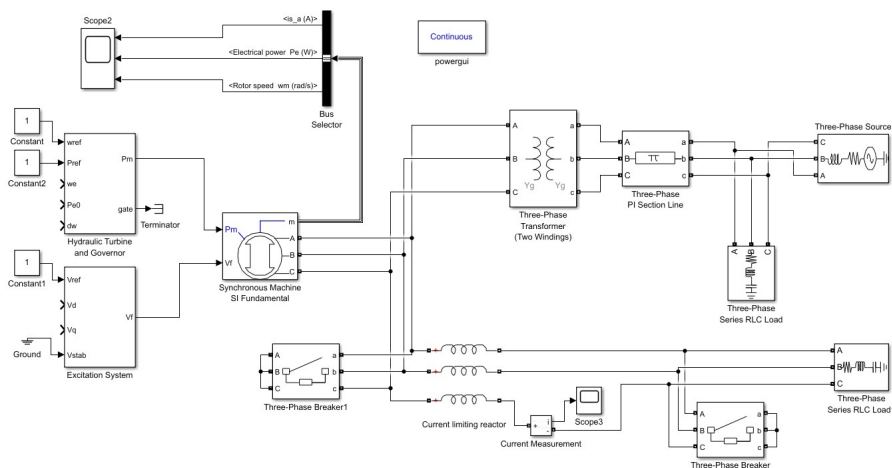 Scope2
<is_a (A)>
<Electrical power Pe (W)>
<Rotor speed wm (rad/s)>
Bus
Selector
Continuous
powergui
1
Constant
1
Constant2
wref
Pref
we
Pe0
dw
Pm
gate
Hydraulic Turbine
and Governor
Terminator
1
Constant1
Vref
Vd
Vq
Vstab
Vf
Ground
Excitation System
Pm
Vf
m
A
B
C
Synchronous Machine
SI Fundamental
A
B
C
a
b
c
Yg
Yg
Three-Phase
Transformer
(Two Windings)
A
B
C
a
b
c
Three-Phase
PI Section Line
Three-Phase Source
C
B
A
A
B
C
Three-Phase
Series RLC Load
A
B
C
a
b
c
Three-Phase Breaker1
+
+
+
Current limiting reactor
+
i
-
Current Measurement
Scope3
A
B
C
Three-Phase
Series RLC Load
A
B
C
a
b
c
Three-Phase Breaker